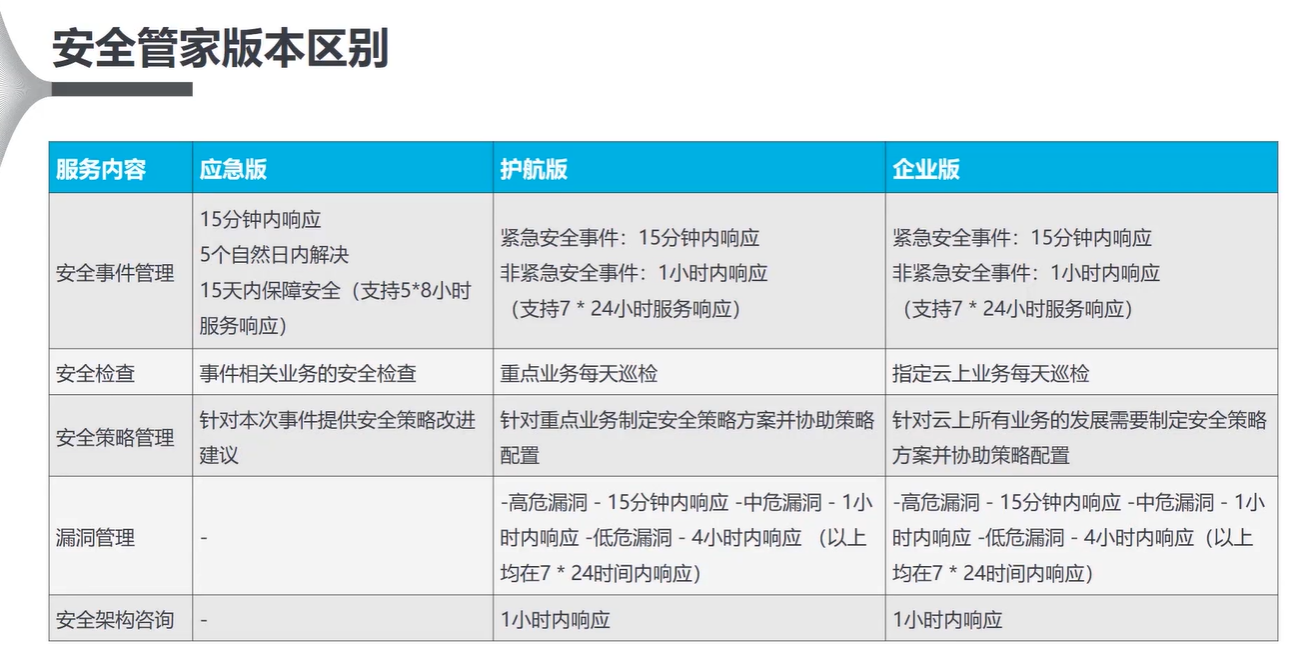 安全管家版本区别
服务内容
应急版
护航版
企业版
安全事件管理
15分钟内响应
5个自然日内解决
15天内保障安全（支持5*8小时
服务响应）
紧急安全事件：15分钟内响应
非紧急安全事件：1小时内响应
（支持7 * 24小时服务响应）
紧急安全事件：15分钟内响应
非紧急安全事件：1小时内响应
（支持7 * 24小时服务响应）
安全检查
事件相关业务的安全检查
重点业务每天巡检
指定云上业务每天巡检
安全策略管理
针对本次事件提供安全策略改进
建议
针对重点业务制定安全策略方案并协助策略
配置
针对云上所有业务的发展需要制定安全策略
方案并协助策略配置
漏洞管理
-
-高危漏洞 - 15分钟内响应 -中危漏洞 - 1小
时内响应 -低危漏洞 - 4小时内响应 （以上
均在7 * 24时间内响应）
-高危漏洞 - 15分钟内响应 -中危漏洞 - 1小
时内响应 -低危漏洞 - 4小时内响应（以上
均在7 * 24时间内响应）
安全架构咨询
-
1小时内响应
1小时内响应